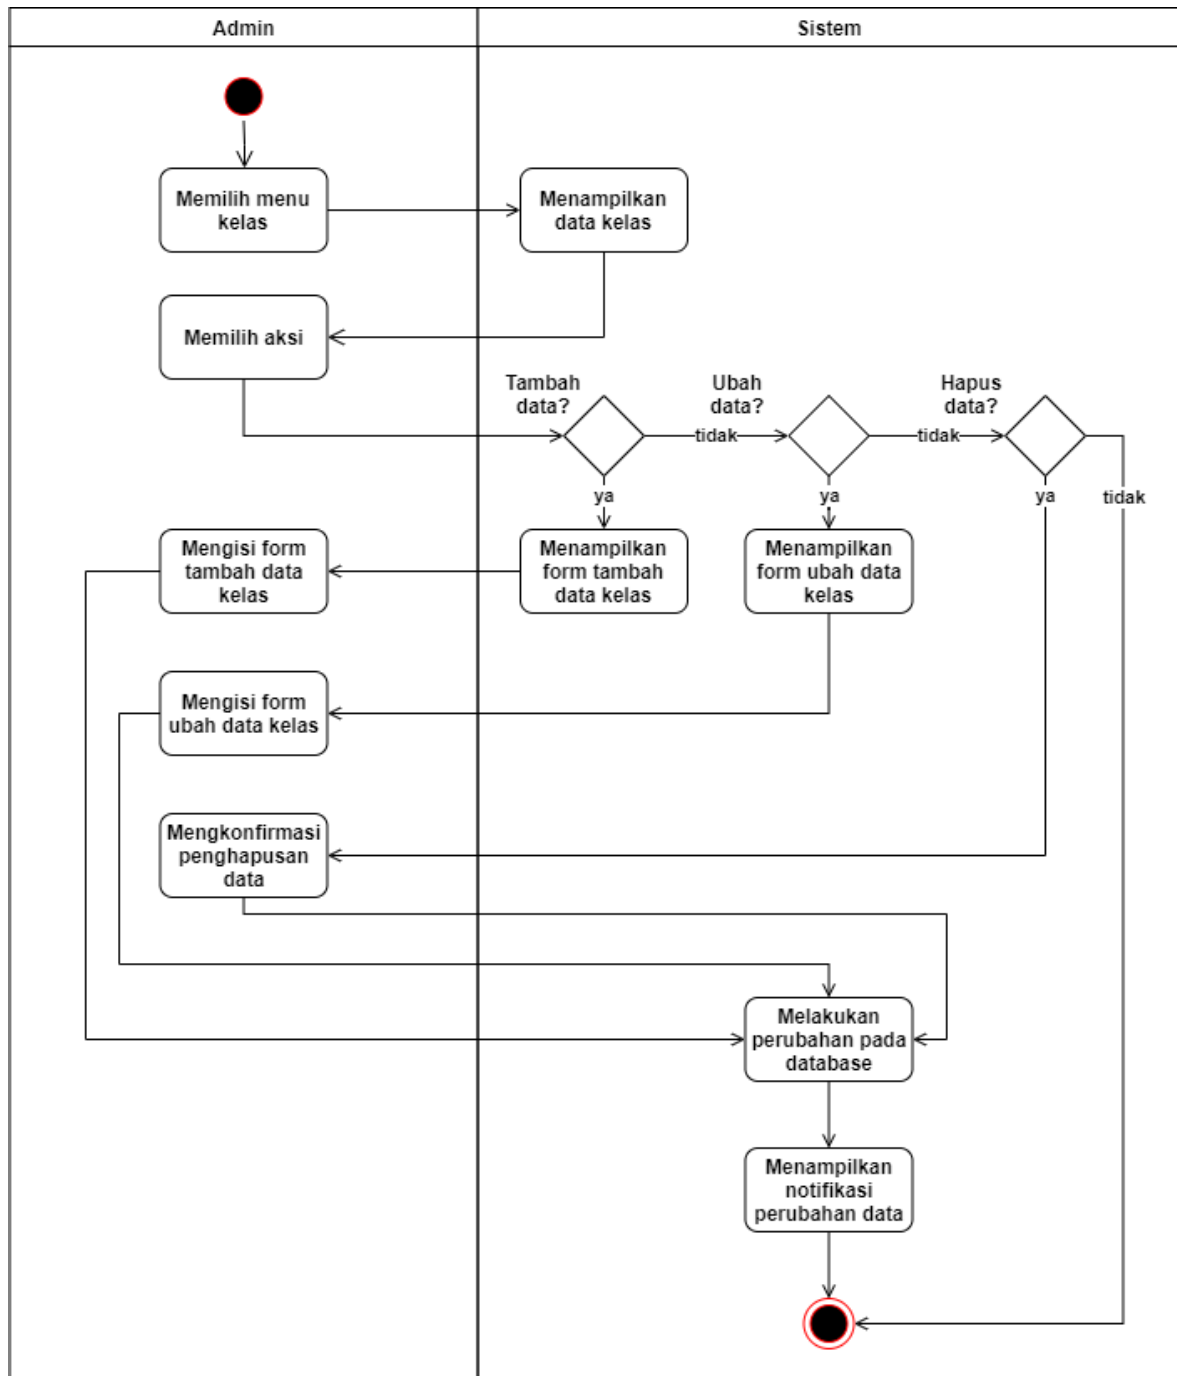 Admin
Sistem
Memilih menu
kelas
Menampilkan
data kelas
Memilih aksi
Tambah
data?
Ubah
data?
Hapus
data?
tidak
tidak
ya
ya
ya
tidak
Mengisi form
tambah data
kelas
Menampilkan
form tambah
data kelas
Menampilkan
form ubah data
kelas
Mengisi form
ubah data kelas
Mengkonfirmasi
penghapusan
data
Melakukan
perubahan pada
database
Menampilkan
notifikasi
perubahan data